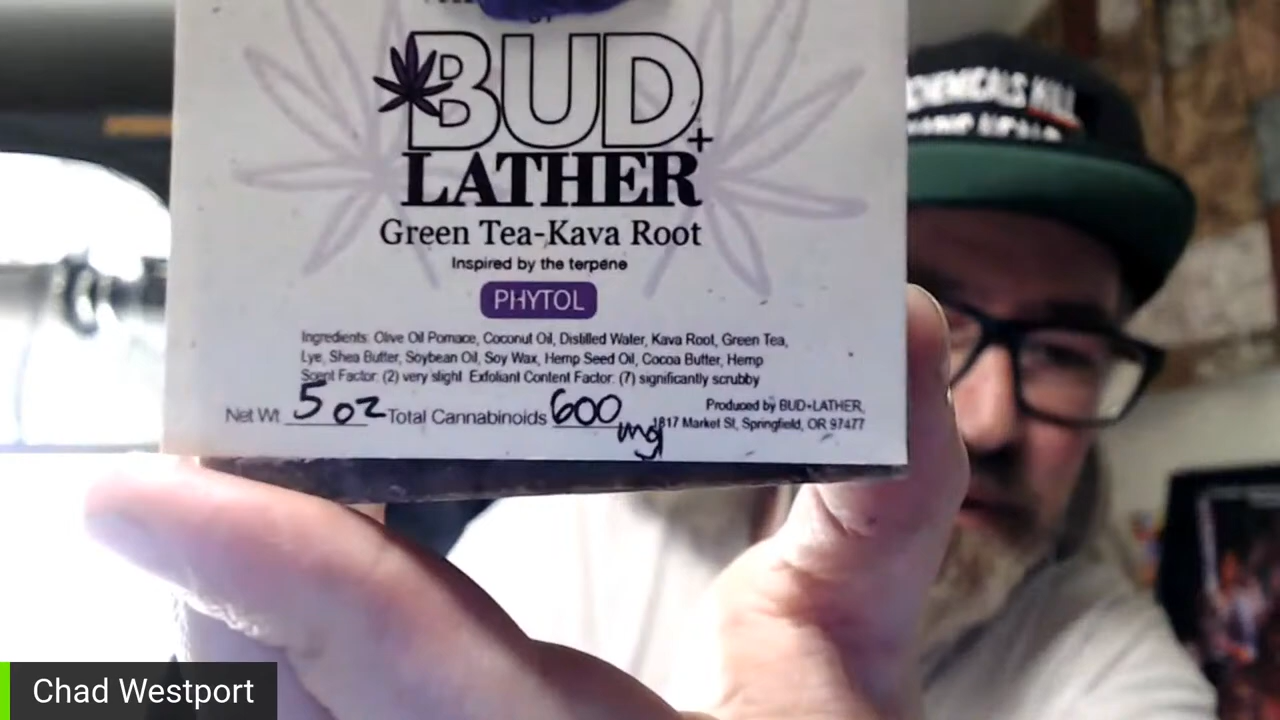 BUD+
LATHER
Green Tea-Kava Root
Inspired by the terpene
PHYTOL
Ingredients: Olive Oil Pomace, Coconut Oil, Distilled Water, Kava Root, Green Tea,
Lye, Shea Butter, Soybean Oil, Soy Wax, Hemp Seed Oil, Cocoa Butter, Hemp
Scent Factor: (2) very slight Exfoliant Content Factor: (7) significantly scrubby
Net Wt 5 oz Total Cannabinoids 600 mg
Produced by BUD+LATHER,
1817 Market St, Springfield, OR 97477
CHEMICALS KILL
Chad Westport